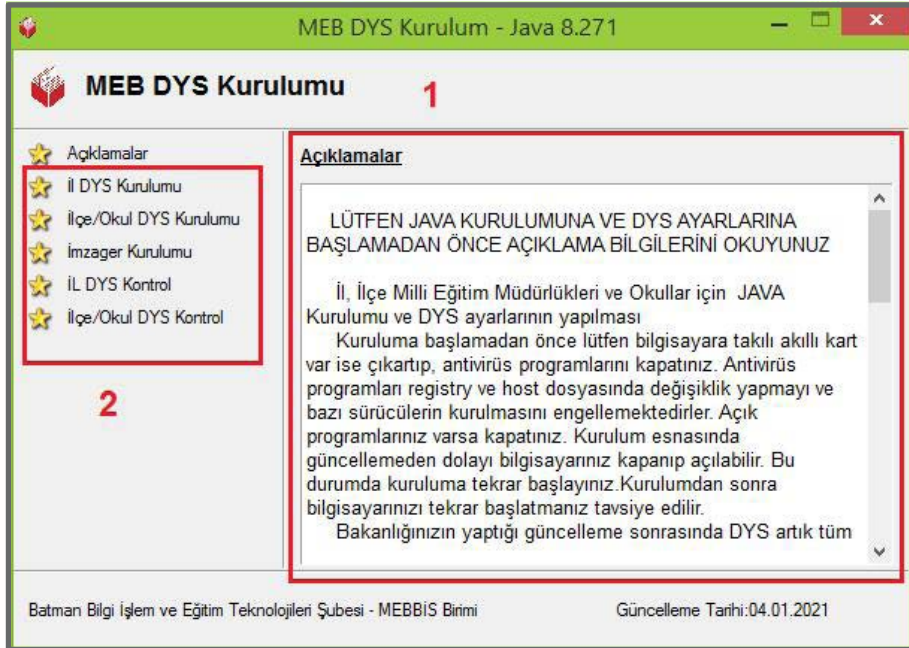 MEB DYS Kurulum - Java 8.271
MEB DYS Kurulumu
1
Açıklamalar
İl DYS Kurulumu
İlçe/Okul DYS Kurulumu
İmzager Kurulumu
İL DYS Kontrol
İlçe/Okul DYS Kontrol
2
Açıklamalar
LÜTFEN JAVA KURULUMUNA VE DYS AYARLARINA
BAŞLAMADAN ÖNCE AÇIKLAMA BİLGİLERİNİ OKUYUNUZ
İl, İlçe Milli Eğitim Müdürlükleri ve Okullar için JAVA
Kurulumu ve DYS ayarlarının yapılması
Kuruluma başlamadan önce lütfen bilgisayara takılı akıllı kart
var ise çıkartıp, antivirüs programlarını kapatınız. Antivirüs
programları registry ve host dosyasında değişiklik yapmayı ve
bazı sürücülerin kurulmasını engellemektedirler. Açık
programlarınız varsa kapatınız. Kurulum esnasında
güncellemeden dolayı bilgisayarınız kapanıp açılabilir. Bu
durumda kuruluma tekrar başlayınız.Kurulumdan sonra
bilgisayarınızı tekrar başlatmanız tavsiye edilir.
Bakanlığınızın yaptığı güncelleme sonrasında DYS artık tüm
Batman Bilgi İşlem ve Eğitim Teknolojileri Şubesi - MEBBİS Birimi
Güncelleme Tarihi:04.01.2021